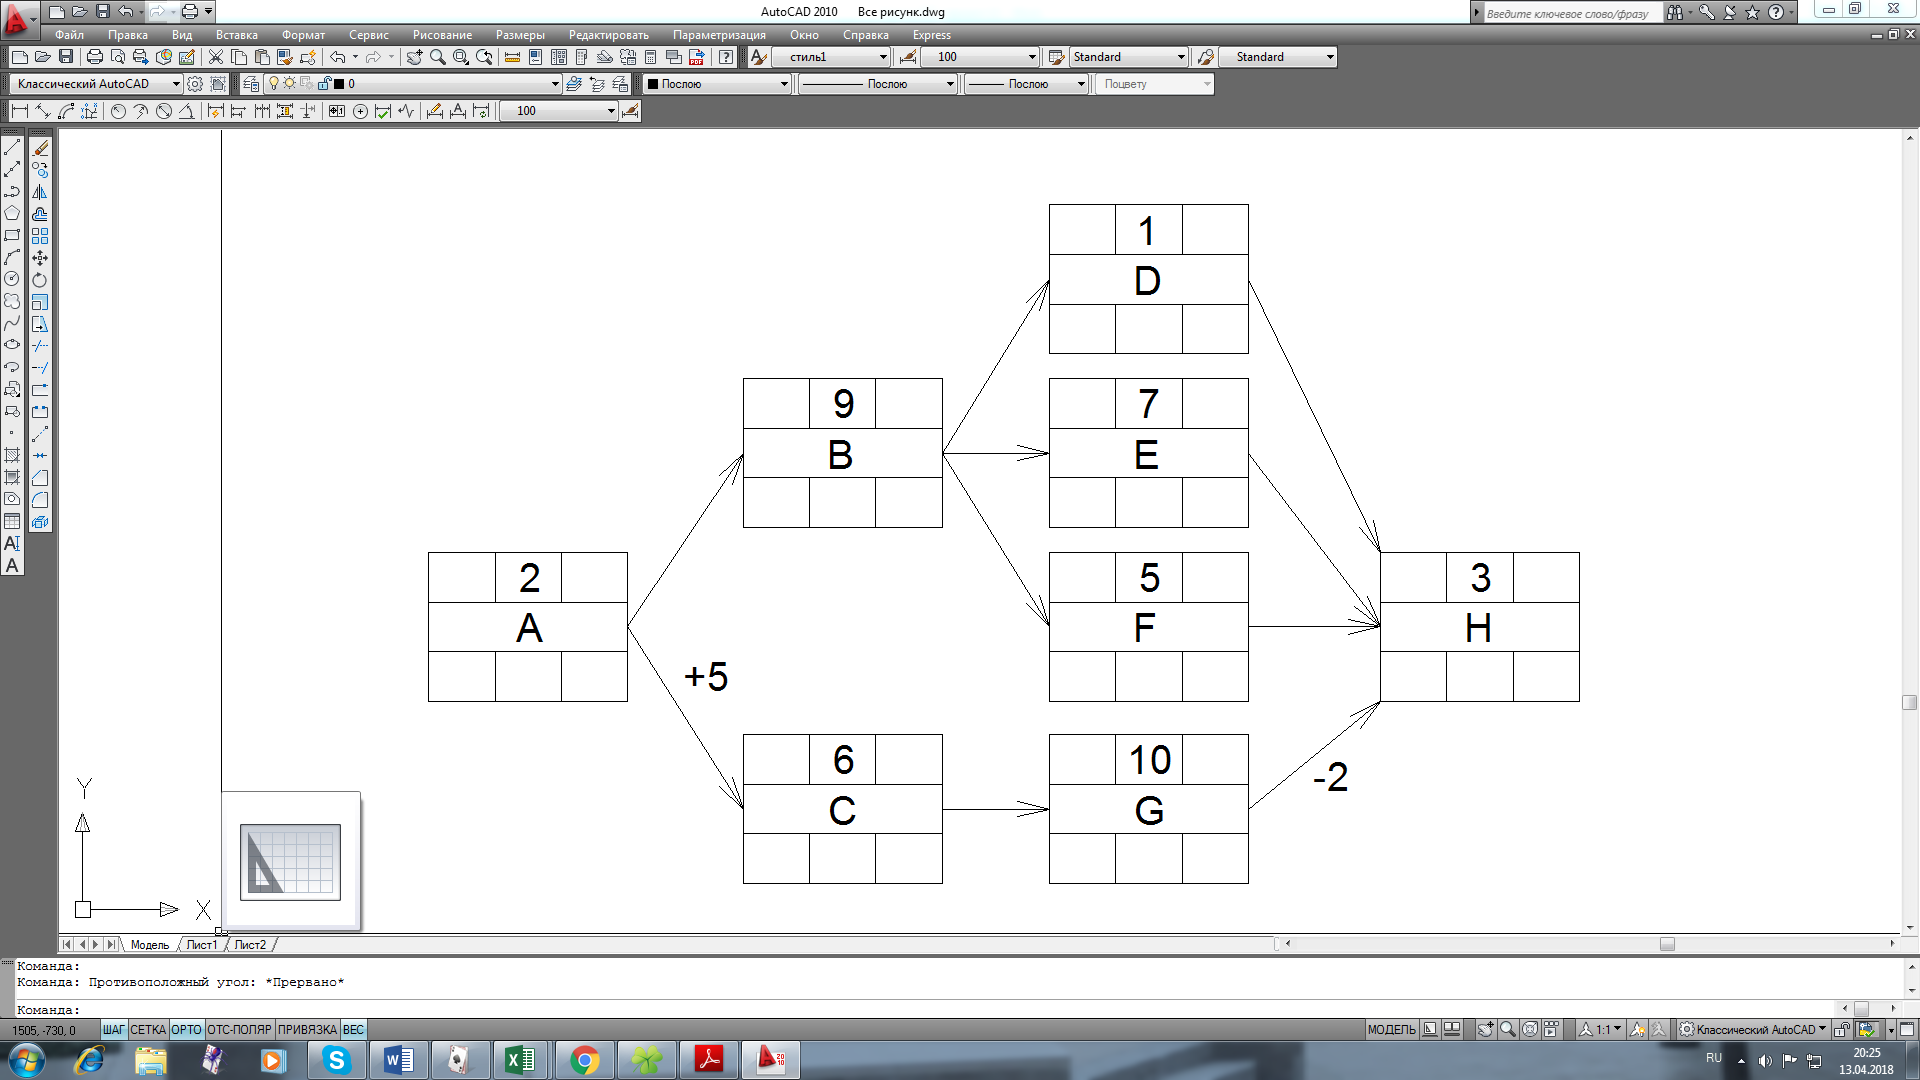 AutoCAD 2010 Все рисунк.dwg
Введите ключевое слово/фразу
Файл Правка Вид Вставка Формат Сервис Рисование Размеры Редактировать Параметризация Окно Справка Express
стиль1 100 Standard Standard
Классический AutoCAD 0 Послою Послою Послою Поцвету
100
1
D
9 7
B E
2 5 3
A F H
+5
6 10
C G
-2
Y
X
A
A
Модель Лист1 Лист2
Команда:
Команда: Противоположный угол: *Прервано*
Команда:
1505, -730, 0 ШАГ СЕТКА ОРТО ОТС-ПОЛЯР ПРИВЯЗКА ВЕС МОДЕЛЬ 1:1 Классический AutoCAD
RU 20:25
13.04.2018